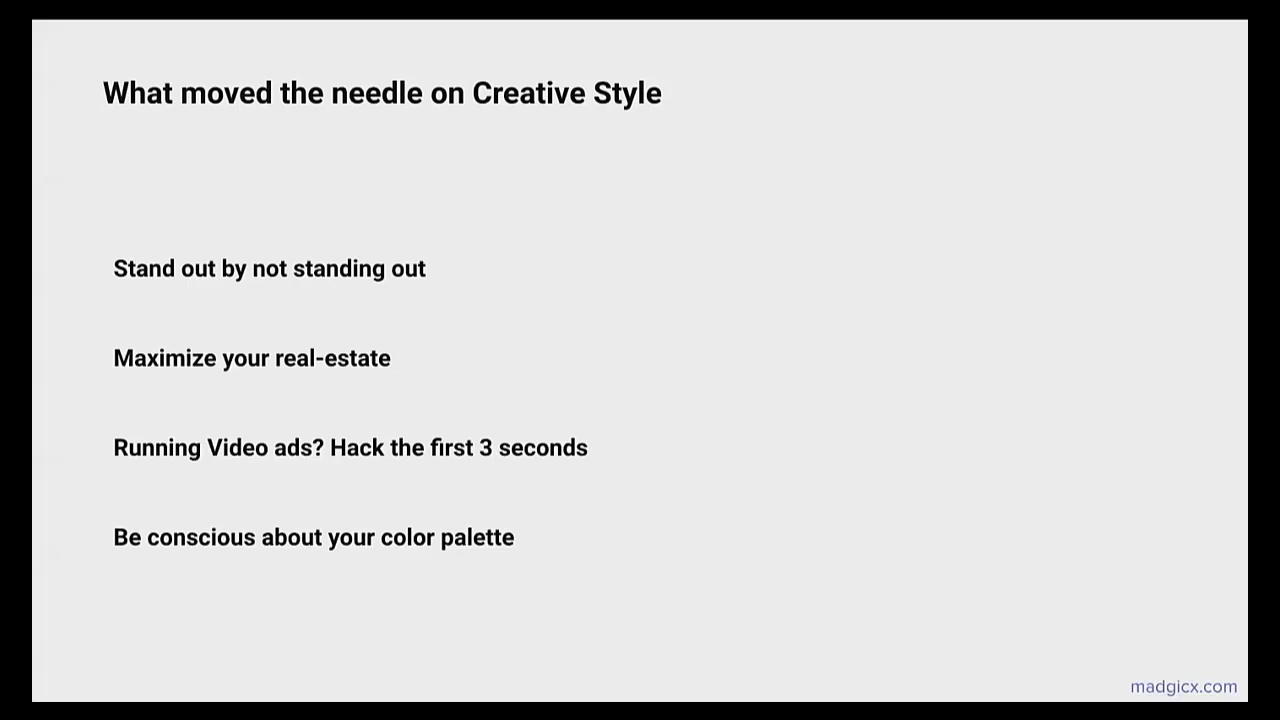 What moved the needle on Creative Style
Stand out by not standing out
Maximize your real-estate
Running Video ads? Hack the first 3 seconds
Be conscious about your color palette
madgicx.com